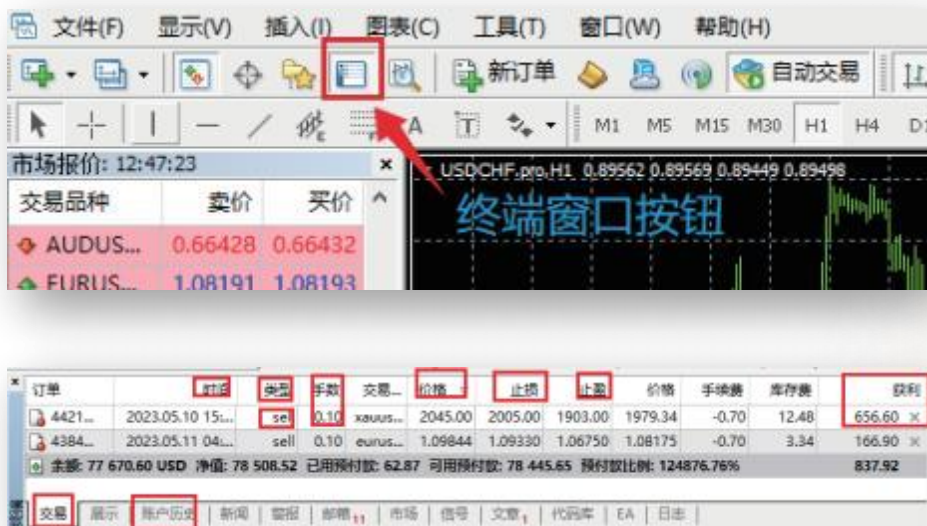 文件(F) 显示(V) 插入(I) 图表(C) 工具(T) 窗口(W) 帮助(H)
新订单 自动交易
E A T M1 M5 M15 M30 H1 H4 D1
市场报价: 12:47:23
USDCHF.pro,H1 0.89562 0.89569 0.89449 0.89498
交易品种 卖价 买价
终端窗口按钮
AUDUS... 0.66428 0.66432
EURUS... 1.08191 1.08193
订单 时间 类型 手数 交易... 价格 止损 止盈 价格 手续费 库存费 获利
4421... 2023.05.10 15:... sell 0.10 xauus... 2045.00 2005.00 1903.00 1979.34 -0.70 12.48 656.60
4384... 2023.05.11 04:... sell 0.10 eurus... 1.09844 1.09330 1.06750 1.08175 -0.70 3.34 166.90
余额: 77 670.60 USD 净值: 78 508.52 已用预付款: 62.87 可用预付款: 78 445.65 预付款比例: 124876.76% 837.92
交易 展示 账户历史 新闻 警报 邮箱11 市场 信号 文章1 代码库 EA 日志